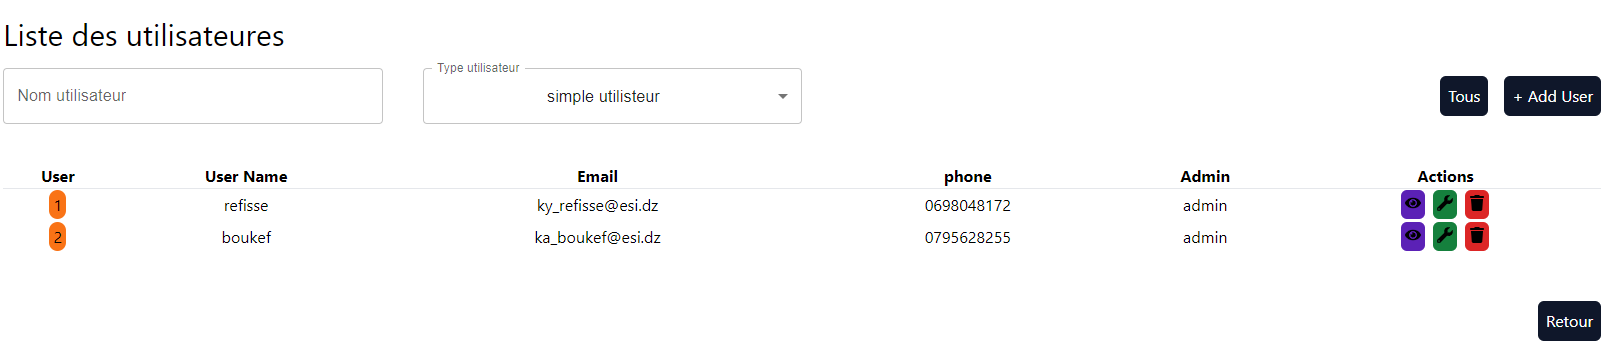 Liste des utilisateures
Type utilisateur
Nom utilisateur simple utilisteur Tous + Add User
User User Name Email phone Admin Actions
1 refisse ky_refisse@esi.dz 0698048172 admin
2 boukef ka_boukef@esi.dz 0795628255 admin
Retour